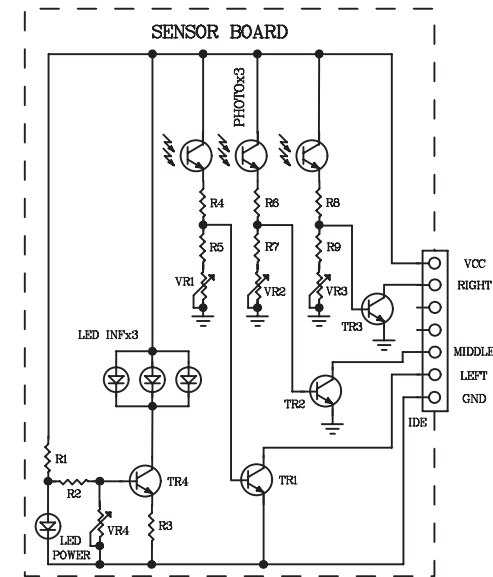 SENSOR BOARD
PHOTOx3
R4
R6
R8
R5
R7
R9
VR1
VR2
VR3
TR3
VCC
RIGHT
MIDDLE
LEFT
GND
IDE
LED INFx3
TR2
R1
R2
TR4
TR1
VR4
R3
LED
POWER